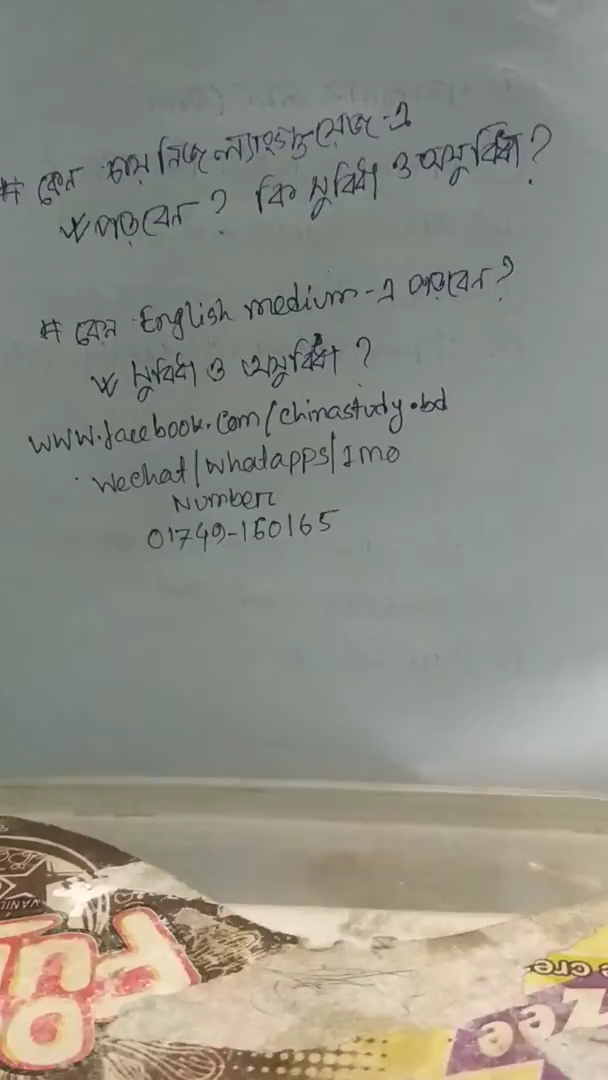 # কেন চায়নিজ ল্যাংগুয়েজ-এ
পড়বেন ? কি সুবিধা ও অসুবিধা ?
# কেন English medium-এ পড়বেন ?
সুবিধা ও অসুবিধা ?
www.facebook.com/chinastudy.bd
Wechat/whatapps/Imo
Number
01749-160165